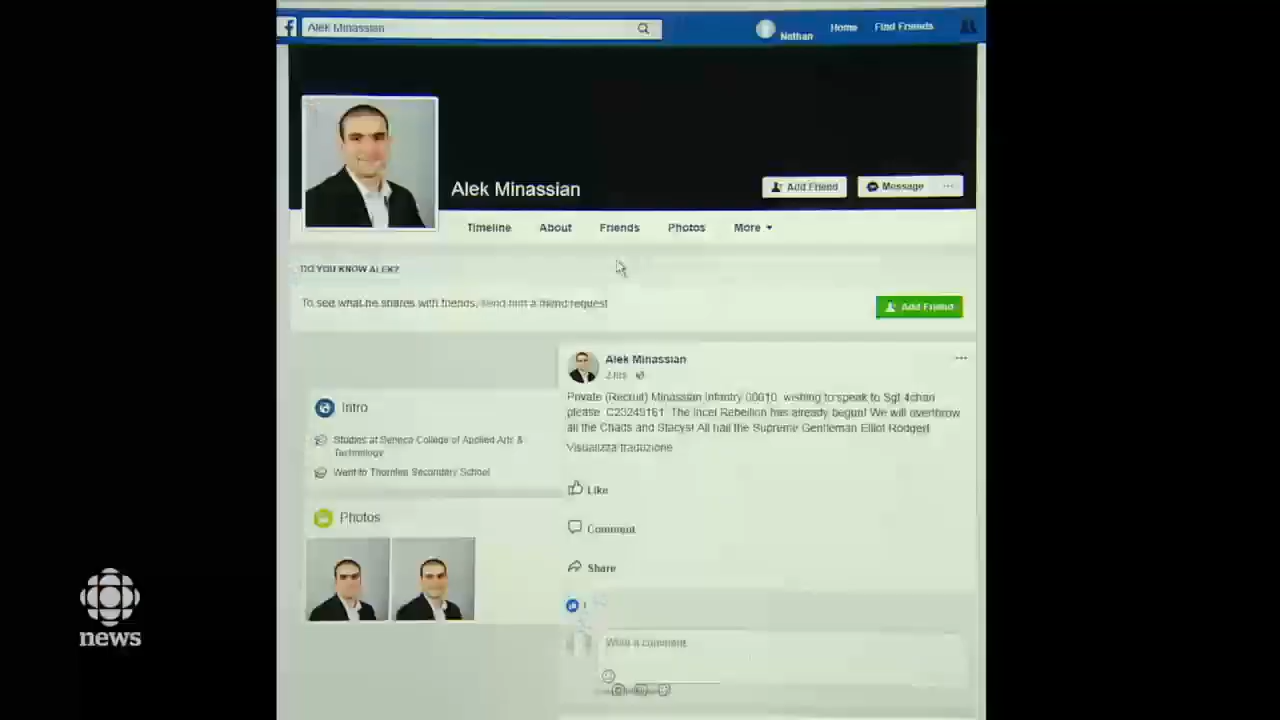 Alek Minassian
Nathan
Home
Find Friends
Alek Minassian
Add Friend
Message
Timeline
About
Friends
Photos
More
DO YOU KNOW ALEK?
To see what he shares with friends, send him a friend request
Add Friend
Alek Minassian
2 hrs
Private (Recruit) Minassian Infantry 00010, wishing to speak to Sgt 4chan
please. C23249161. The Incel Rebellion has already begun! We will overthrow
all the Chads and Stacys! All hail the Supreme Gentleman Elliot Rodger!
Visualizza traduzione
Like
Comment
Share
1
Write a comment
Intro
Studies at Seneca College of Applied Arts &
Technology
Went to Thornlea Secondary School
Photos
news